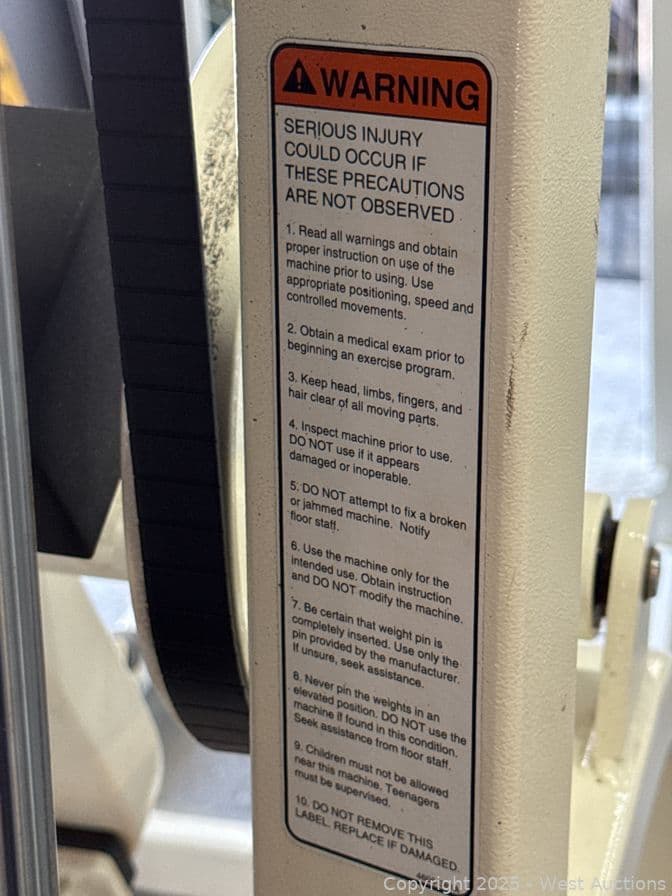 WARNING
SERIOUS INJURY
COULD OCCUR IF
THESE PRECAUTIONS
ARE NOT OBSERVED
1. Read all warnings and obtain
proper instruction on use of the
machine prior to using. Use
appropriate positioning, speed and
controlled movements.
2. Obtain a medical exam prior to
beginning an exercise program.
3. Keep head, limbs, fingers, and
hair clear of all moving parts.
4. Inspect machine prior to use.
DO NOT use if it appears
damaged or inoperable.
5. DO NOT attempt to fix a broken
or jammed machine. Notify
floor staff.
6. Use the machine only for the
intended use. Obtain instruction
and DO NOT modify the machine.
7. Be certain that weight pin is
completely inserted. Use only the
pin provided by the manufacturer.
If unsure, seek assistance.
8. Never pin the weights in an
elevated position. DO NOT use the
machine if found in this condition.
Seek assistance from floor staff.
9. Children must not be allowed
near this machine. Teenagers
must be supervised.
10. DO NOT REMOVE THIS
LABEL. REPLACE IF DAMAGED.
Copyright 2025 - West Auctions